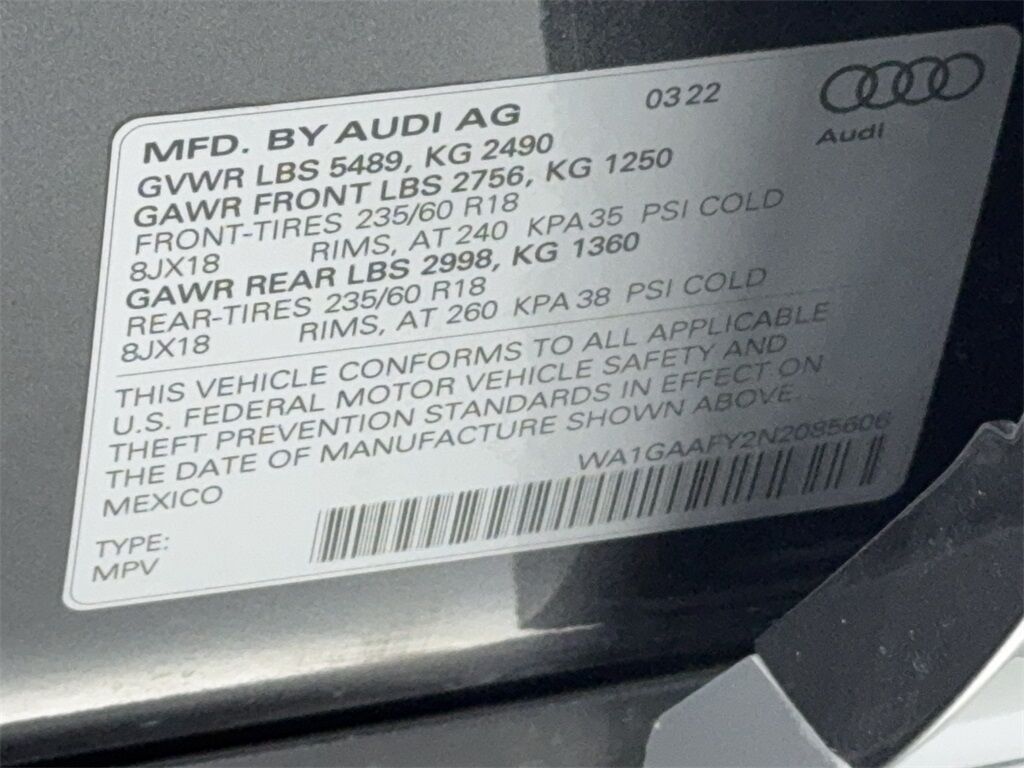 MFD. BY AUDI AG 03 22
Audi
GVWR LBS 5489, KG 2490
GAWR FRONT LBS 2756, KG 1250
FRONT-TIRES 235/60 R18
8JX18 RIMS, AT 240 KPA 35 PSI COLD
GAWR REAR LBS 2998, KG 1360
REAR-TIRES 235/60 R18
8JX18 RIMS, AT 260 KPA 38 PSI COLD
THIS VEHICLE CONFORMS TO ALL APPLICABLE
U.S. FEDERAL MOTOR VEHICLE SAFETY AND
THEFT PREVENTION STANDARDS IN EFFECT ON
THE DATE OF MANUFACTURE SHOWN ABOVE.
MEXICO WA1GAAFY2N2085606
TYPE:
MPV